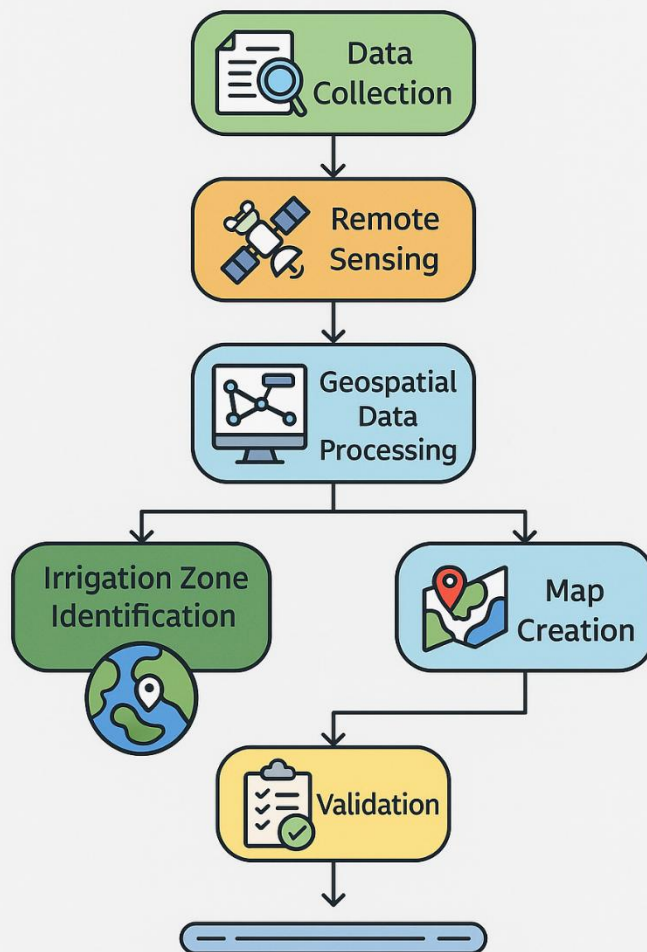 Data
Collection
Remote
Sensing
Geospatial
Data
Processing
Irrigation Zone
Identification
Map
Creation
Validation